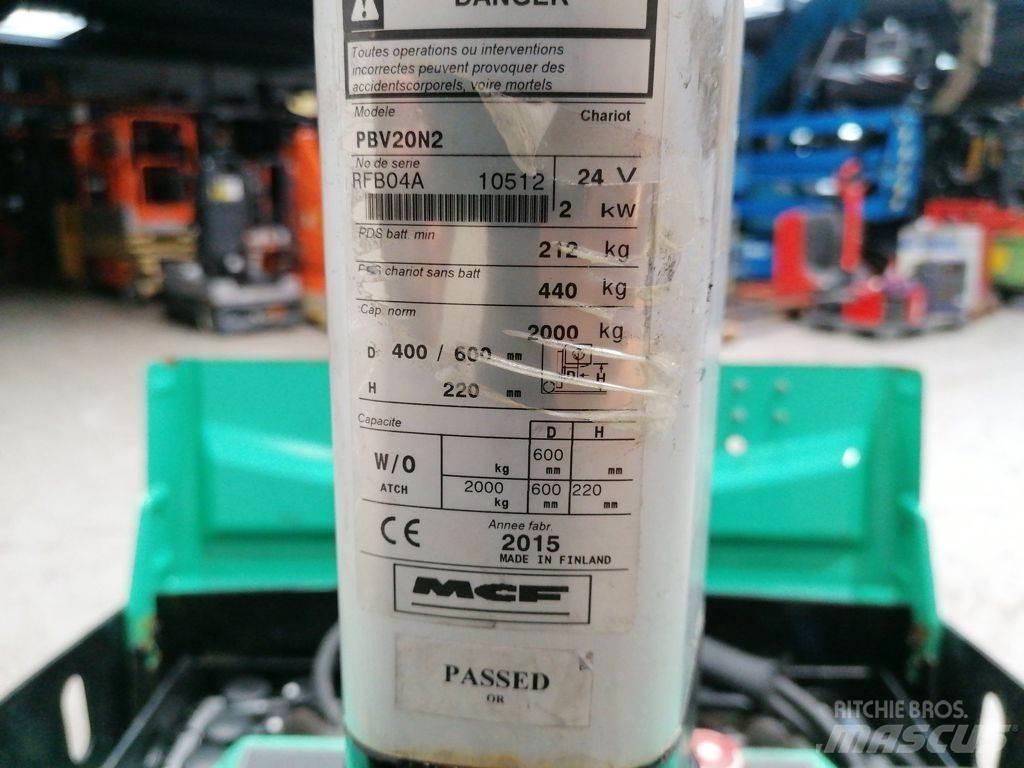 DANGER
Toutes operations ou interventions
incorrectes peuvent provoquer des
accidentscorporels, voire mortels
Modele Chariot
PBV20N2
No de serie
RFB04A 10512 24 V
2 kW
PDS batt. min
212 kg
PDS chariot sans batt
440 kg
Cap. norm
2000 kg
D 400 / 600 mm
D H
H 220 mm
Capacite D H
W/O kg 600 mm mm
ATCH 2000 kg 600 mm 220 mm
CE Annee fabr.
2015
MADE IN FINLAND
MCF
PASSED
OR
RITCHIE BROS.
MASCUS